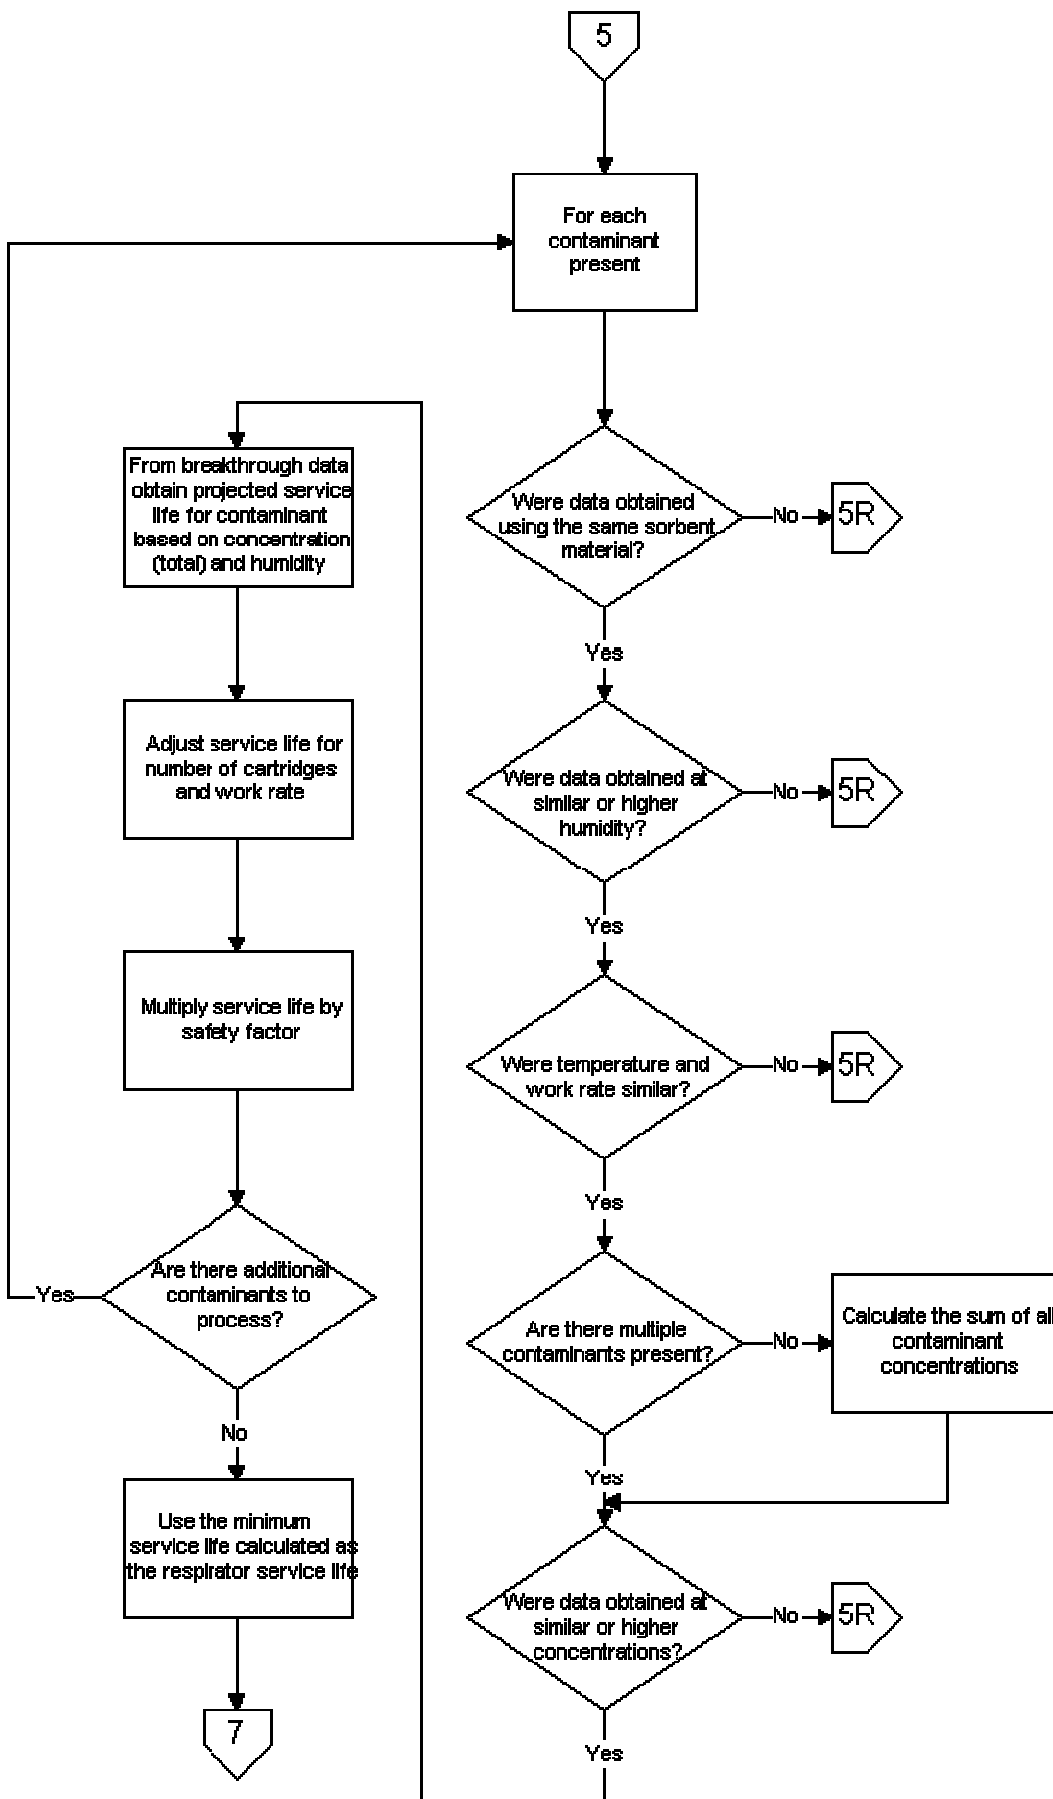 5
For each
contaminant
present
Were data obtained
using the same sorbent
material?
No
5R
Yes
Were data obtained at
similar or higher
humidity?
No
5R
Yes
Were temperature and
work rate similar?
No
5R
Yes
Are there multiple
contaminants present?
No
Calculate the sum of all
contaminant
concentrations
Yes
Were data obtained at
similar or higher
concentrations?
No
5R
Yes
From breakthrough data
obtain projected service
life for contaminant
based on concentration
(total) and humidity
Adjust service life for
number of cartridges
and work rate
Multiply service life by
safety factor
Are there additional
contaminants to
process?
Yes
No
Use the minimum
service life calculated as
the respirator service life
7